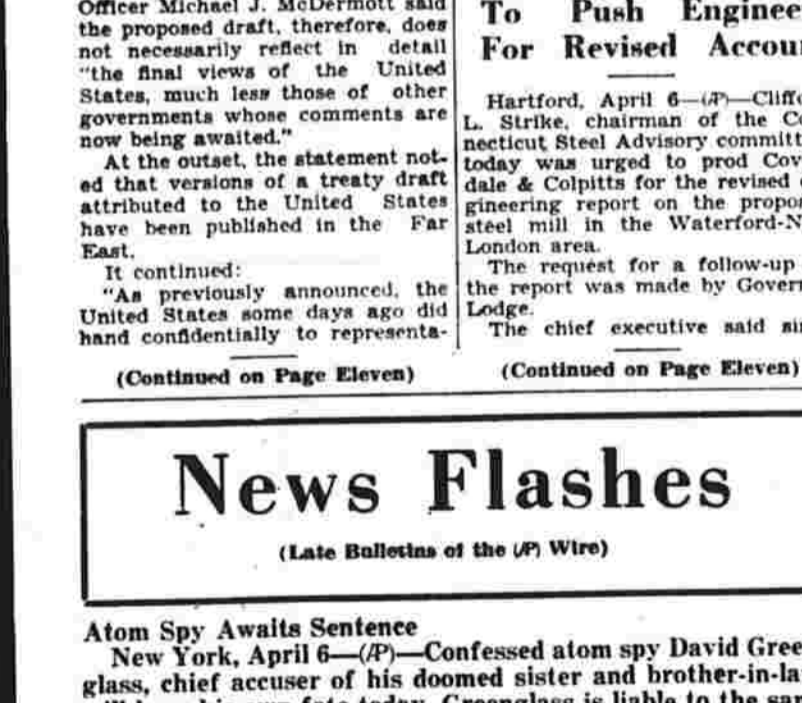 Officer Michael J. McDermott said
the proposed draft, therefore, does
not necessarily reflect in detail
"the final views of the United
States, much less those of other
governments whose comments are
now being awaited."
At the outset, the statement not-
ed that versions of a treaty draft
attributed to the United States
have been published in the Far
East.
It continued:
"As previously announced, the
United States some days ago did
hand confidentially to representa-
(Continued on Page Eleven)
To Push Enginee
For Revised Accou
Hartford, April 6—(AP)—Cliff
L. Strike, chairman of the Co
necticut Steel Advisory committ
today was urged to prod Cov
dale & Colpitts for the revised
gineering report on the propo
steel mill in the Waterford-N
London area.
The request for a follow-up
the report was made by Gover
Lodge.
The chief executive said si
(Continued on Page Eleven)
News Flashes
(Late Bulletins of the (AP) Wire)
Atom Spy Awaits Sentence
New York, April 6—(AP)—Confessed atom spy David Gree
glass, chief accuser of his doomed sister and brother-in-la
fate today. Greenglass is liable to the sa